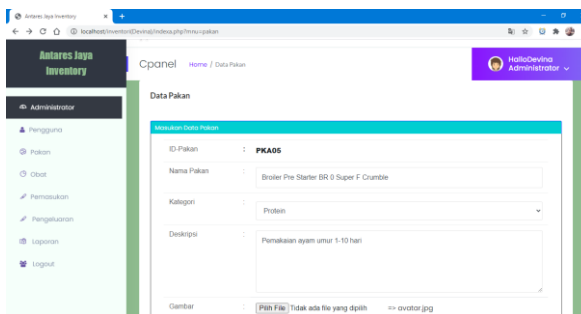 Antares Jaya Inventory
localhost/inventori(Devina)/indexs.php?mnu=pakan
Antares Jaya
Inventory
Cpanel Home / Data Pakan
HalloDevina
Administrator
Data Pakan
Administrator
Pengguna
Pakan
Obat
Pemasukan
Pengeluaran
Laporan
Logout
Masukan Data Pakan
ID-Pakan : PKA05
Nama Pakan : Broiler Pre Starter BR 0 Super F Crumble
Kategori : Protein
Deskripsi : Pemakaian ayam umur 1-10 hari
Gambar : Pilih File Tidak ada file yang dipilih => avatar.jpg